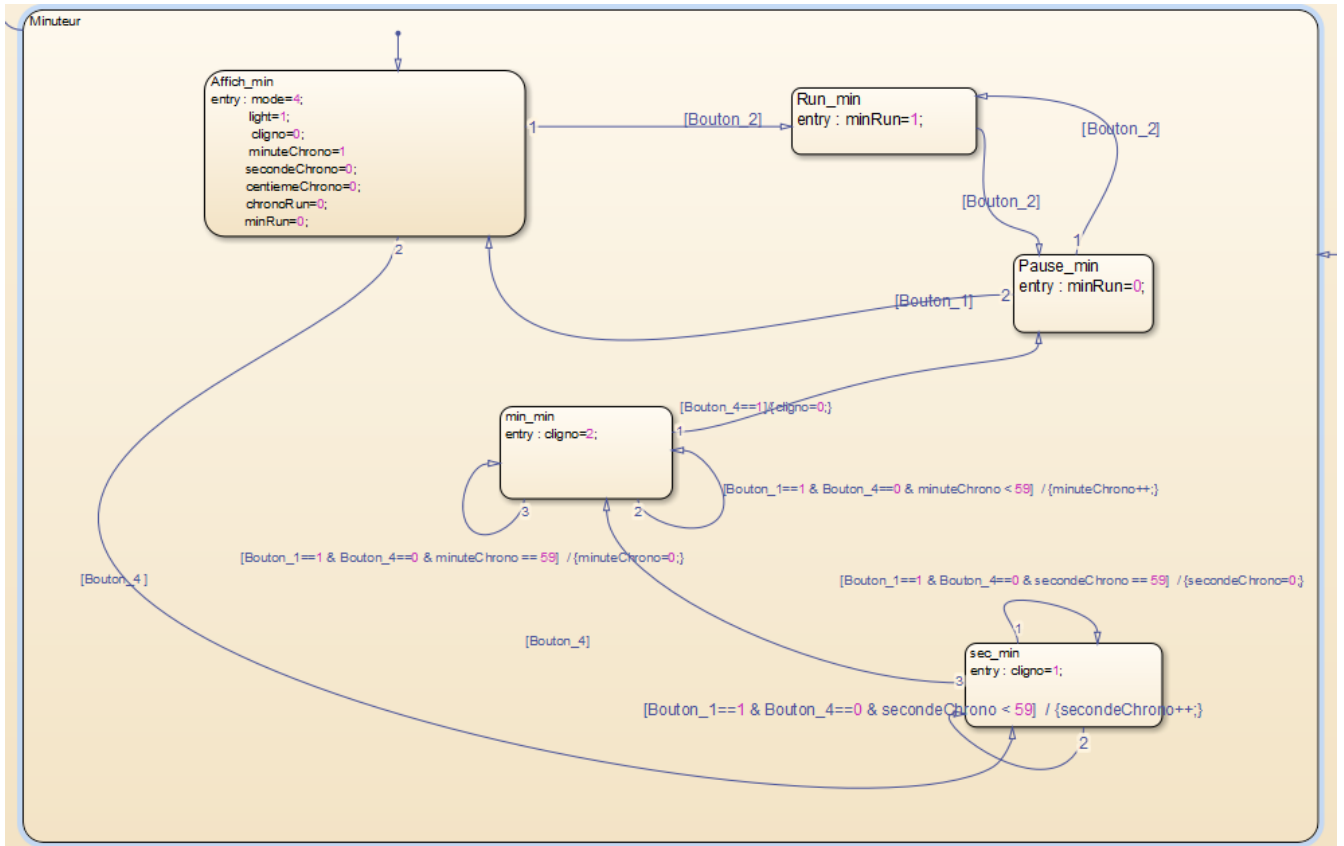 Minuteur
Affich_min
entry : mode=4;
light=1;
cligno=0;
minuteChrono=1
secondeChrono=0;
centiemeChrono=0;
chronoRun=0;
minRun=0;
1
[Bouton_2]
Run_min
entry : minRun=1;
[Bouton_2]
[Bouton_2]
2
1
Pause_min
entry : minRun=0;
2
[Bouton_1]
[Bouton_4==1]/{cligno=0;}
min_min
entry : cligno=2;
1
[Bouton_1==1 & Bouton_4==0 & minuteChrono < 59] / {minuteChrono++;}
3
2
[Bouton_1==1 & Bouton_4==0 & minuteChrono == 59] / {minuteChrono=0;}
[Bouton_4 ]
[Bouton_1==1 & Bouton_4==0 & secondeChrono == 59] / {secondeChrono=0;}
1
[Bouton_4]
sec_min
entry : cligno=1;
3
[Bouton_1==1 & Bouton_4==0 & secondeChrono < 59] / {secondeChrono++;}
2